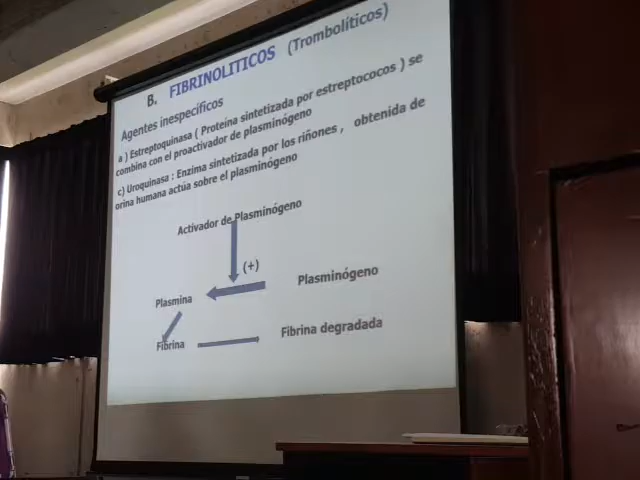 B. FIBRINOLITICOS (Trombolíticos)
Agentes inespecíficos
a ) Estreptoquinasa ( Proteína sintetizada por estreptococos ) se
combina con el proactivador de plasminógeno
c) Uroquinasa : Enzima sintetizada por los riñones , obtenida de
orina humana actúa sobre el plasminógeno
Activador de Plasminógeno
(+)
Plasminógeno
Plasmina
Fibrina
Fibrina degradada